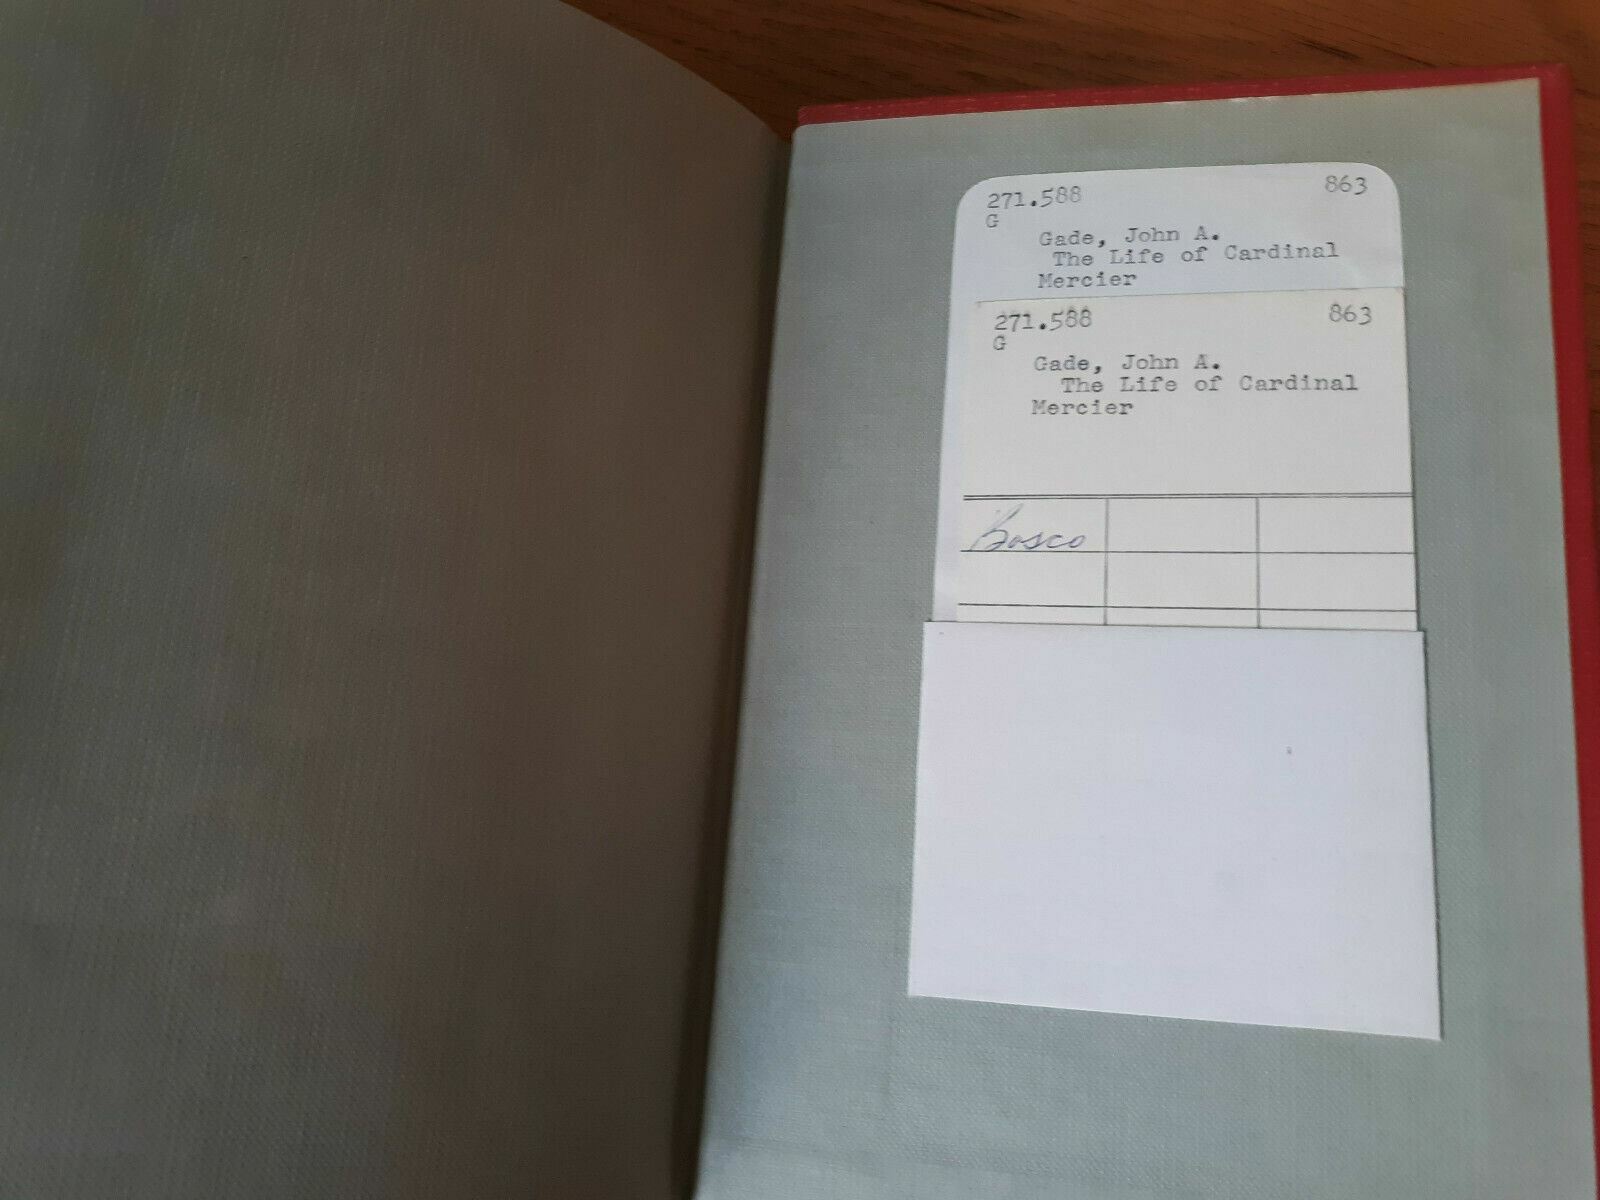 271.588 863
G
Gade, John A.
The Life of Cardinal
Mercier
271.588 863
G
Gade, John A.
The Life of Cardinal
Mercier
Bosco